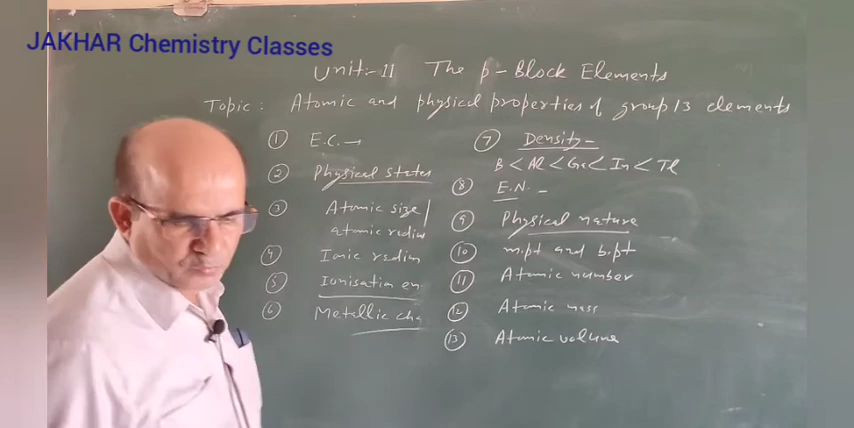 JAKHAR Chemistry Classes
Unit:- 11 The p-Block Elements
Topic: Atomic and physical properties of group 13 elements
① E.C. →
② Physical states
③ Atomic size /
atomic radius
④ Ionic radius
⑤ Ionisation en
⑥ Metallic cha
⑦ Density -
B < Al < Ga < In < Tl
⑧ E.N. -
⑨ Physical nature
⑩ m.pt and b.pt
⑪ Atomic number
⑫ Atomic mass
⑬ Atomic volume